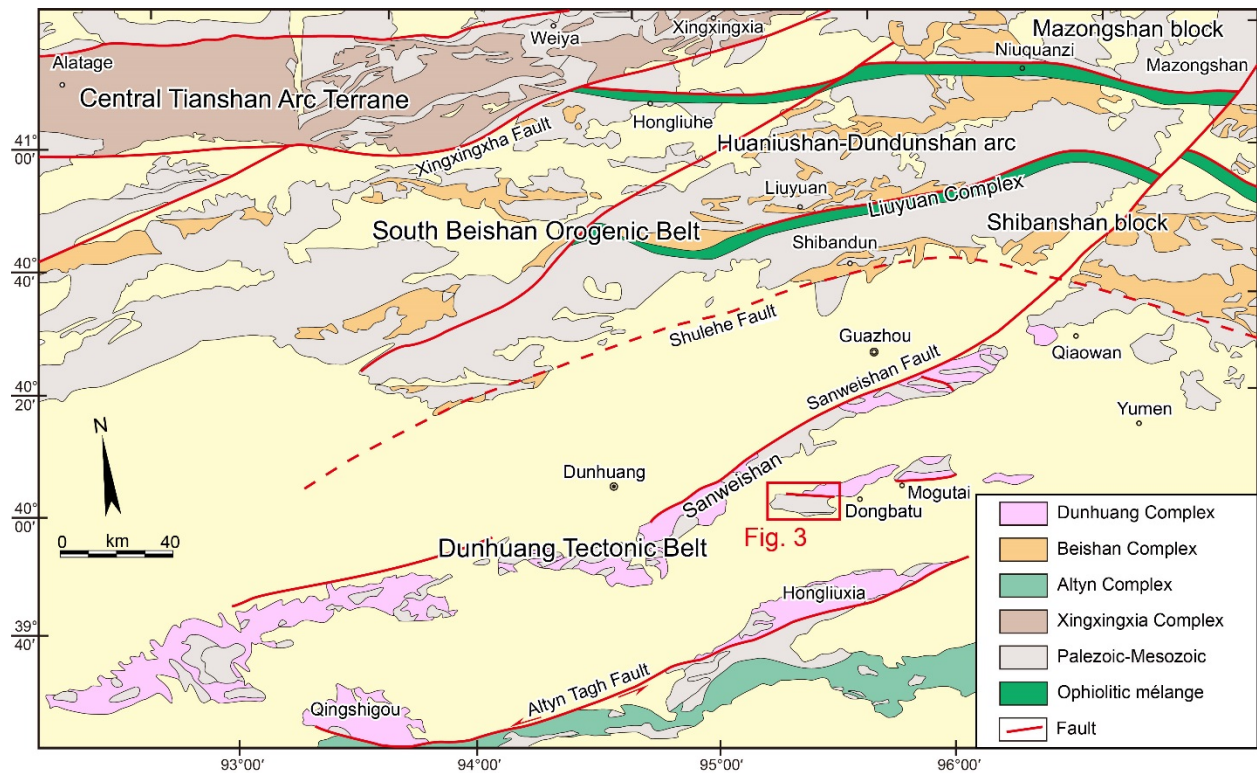 Weiya
Xingxingxia
Mazongshan block
Niuquanzi
Alatage
Mazongshan
Central Tianshan Arc Terrane
Hongliuhe
Xingxingxha Fault
Huaniushan-Dundunshan arc
41°
00'
Liuyuan
Liuyuan Complex
South Beishan Orogenic Belt
Shibanshan block
Shibandun
40°
40'
Shulehe Fault
Guazhou
Qiaowan
Sanweishan Fault
40°
20'
Yumen
N
Dunhuang
Sanweishan
Mogutai
Dongbatu
40°
00'
Fig. 3
0 km 40
Dunhuang Tectonic Belt
Hongliuxia
39°
40'
Altyn Tagh Fault
Qingshigou
Dunhuang Complex
Beishan Complex
Altyn Complex
Xingxingxia Complex
Palezoic-Mesozoic
Ophiolitic mélange
Fault
93°00'
94°00'
95°00'
96°00'